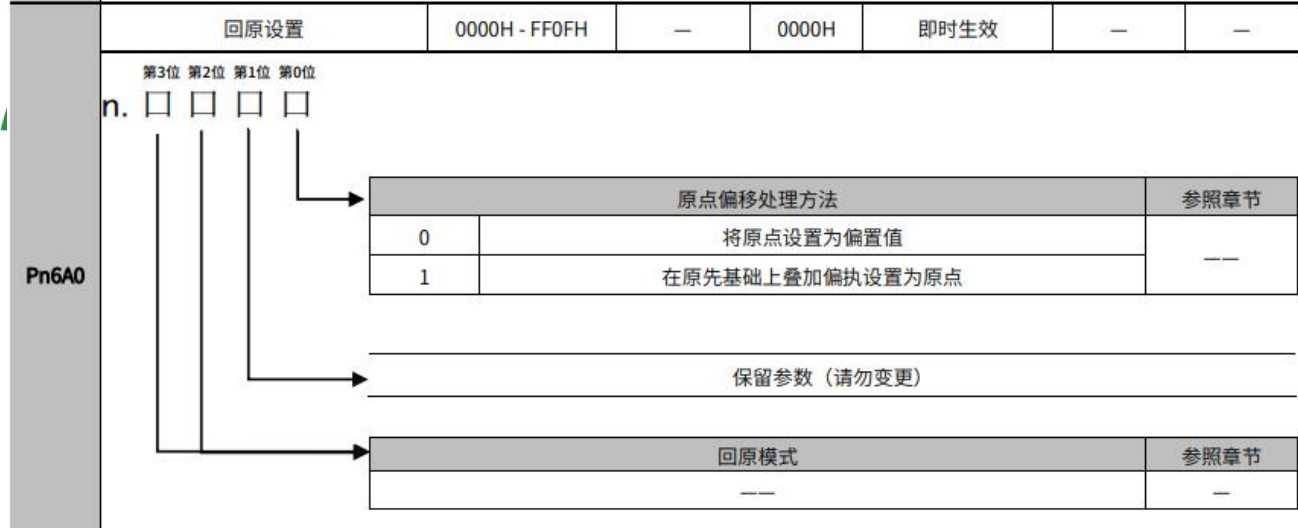 回原设置 0000H - FF0FH — 0000H 即时生效 — —
第3位 第2位 第1位 第0位
n. 口 口 口 口
原点偏移处理方法 参照章节
0 将原点设置为偏置值 ——
1 在原先基础上叠加偏执设置为原点
Pn6A0
保留参数（请勿变更）
回原模式 参照章节
—— —